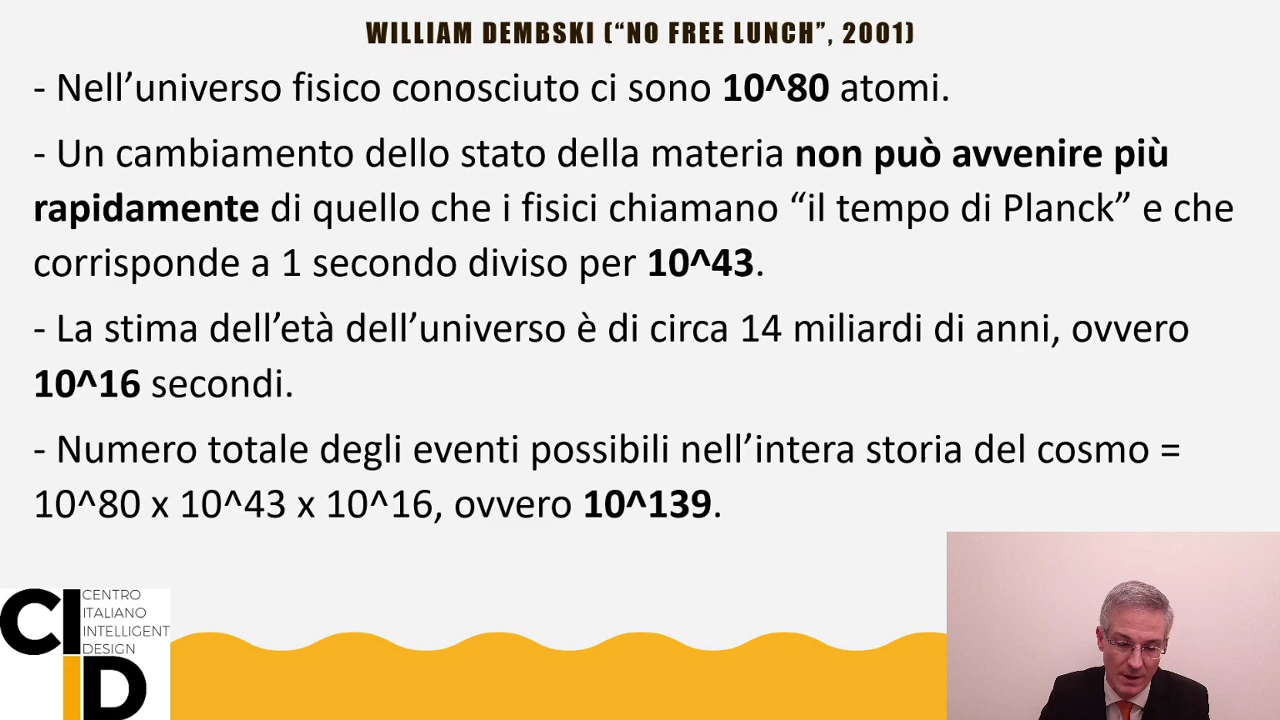 WILLIAM DEMBSKI (“NO FREE LUNCH”, 2001)
- Nell’universo fisico conosciuto ci sono 10^80 atomi.
- Un cambiamento dello stato della materia non può avvenire più
rapidamente di quello che i fisici chiamano “il tempo di Planck” e che
corrisponde a 1 secondo diviso per 10^43.
- La stima dell’età dell’universo è di circa 14 miliardi di anni, ovvero
10^16 secondi.
- Numero totale degli eventi possibili nell’intera storia del cosmo =
10^80 x 10^43 x 10^16, ovvero 10^139.
CIID
CENTRO
ITALIANO
INTELLIGENT
DESIGN